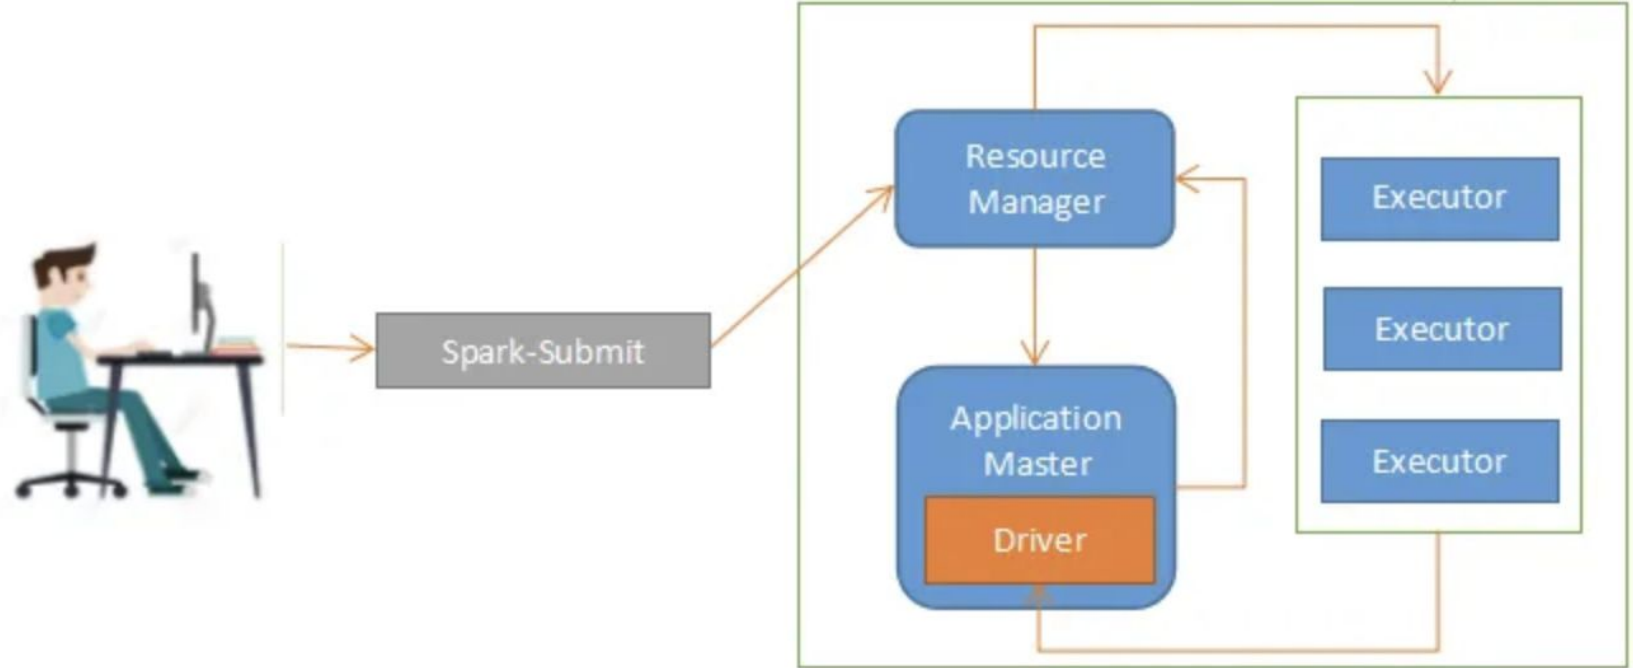 Spark-Submit
Resource
Manager
Application
Master
Driver
Executor
Executor
Executor